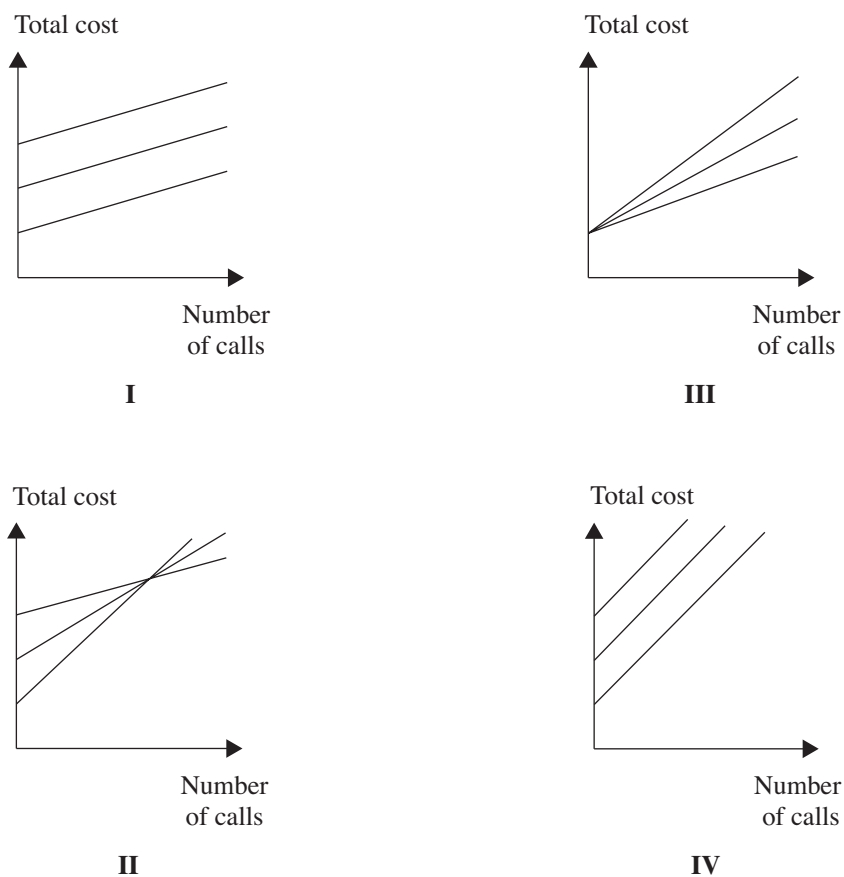 Total cost
Number
of calls
I
Total cost
Number
of calls
III
Total cost
Number
of calls
II
Total cost
Number
of calls
IV